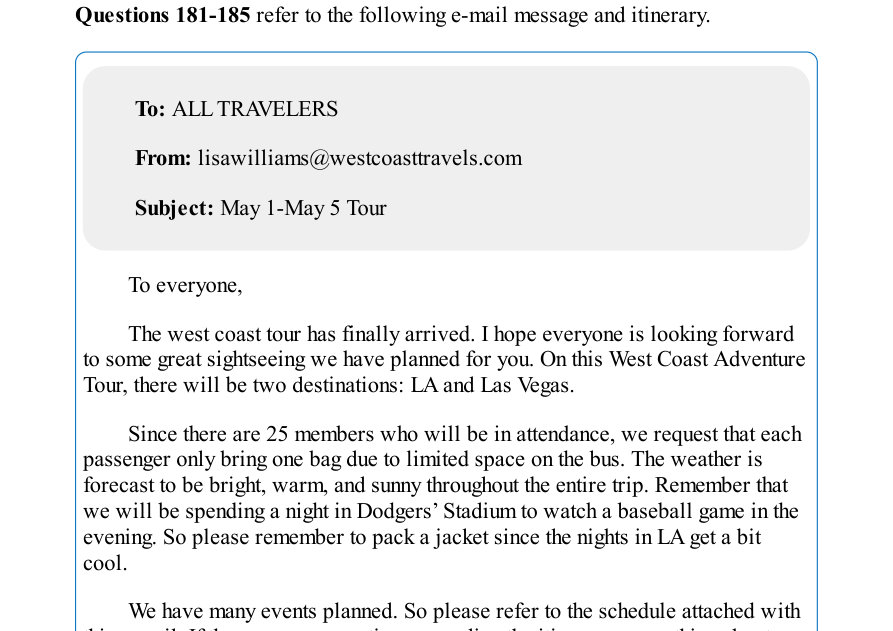 Questions 181-185 refer to the following e-mail message and itinerary.
To: ALL TRAVELERS
From: lisawilliams@westcoasttravels.com
Subject: May 1-May 5 Tour
To everyone,
The west coast tour has finally arrived. I hope everyone is looking forward
to some great sightseeing we have planned for you. On this West Coast Adventure
Tour, there will be two destinations: LA and Las Vegas.
Since there are 25 members who will be in attendance, we request that each
passenger only bring one bag due to limited space on the bus. The weather is
forecast to be bright, warm, and sunny throughout the entire trip. Remember that
we will be spending a night in Dodgers’ Stadium to watch a baseball game in the
evening. So please remember to pack a jacket since the nights in LA get a bit
cool.
We have many events planned. So please refer to the schedule attached with